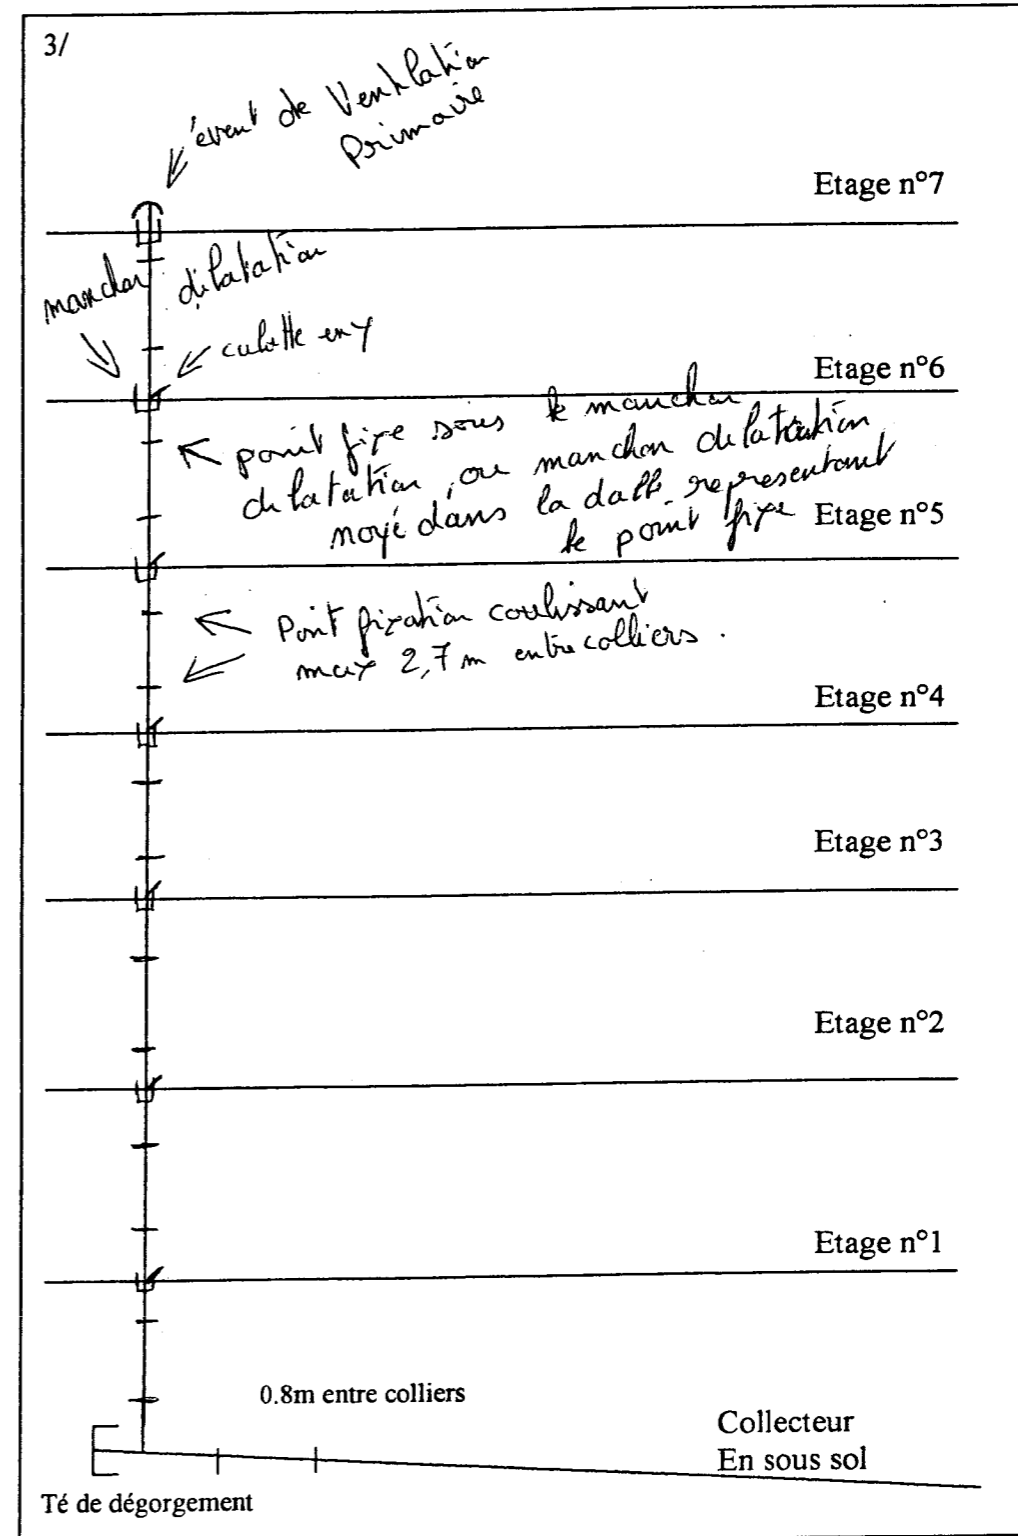 3/
évent de Ventilation
Primaire
Etage n°7
manchon dilatation
culotte en Y
Etage n°6
point fixe sous le manchon
dilatation, ou manchon dilatation
noyé dans la dalle representant
le point fixe
Etage n°5
Point fixation coulissant
max 2,7 m entre colliers.
Etage n°4
Etage n°3
Etage n°2
Etage n°1
0.8m entre colliers
Collecteur
En sous sol
Té de dégorgement